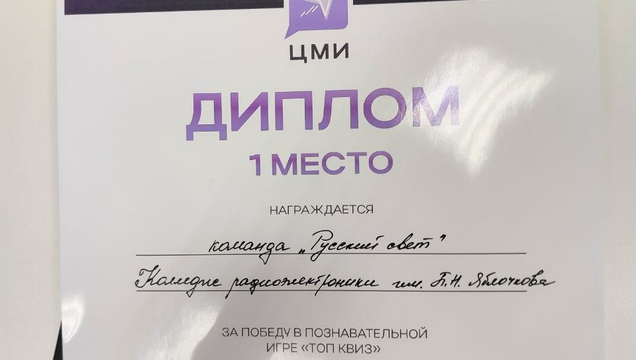 ЦМИ
ДИПЛОМ
1 МЕСТО
НАГРАЖДАЕТСЯ
команда „Русский свет"
Колледж радиоэлектроники им. П.Н. Яблочкова
ЗА ПОБЕДУ В ПОЗНАВАТЕЛЬНОЙ
ИГРЕ «ТОП КВИЗ»